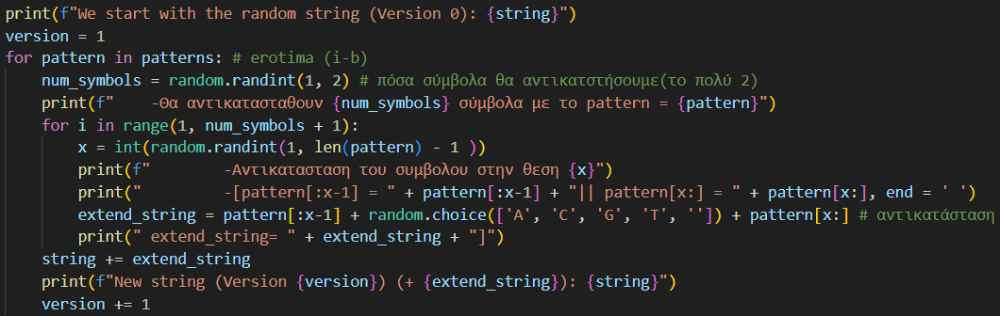 print(f"We start with the random string (Version 0): {string}")
version = 1
for pattern in patterns: # erotima (i-b)
    num_symbols = random.randint(1, 2) # πόσα σύμβολα θα αντικατστήσουμε(το πολύ 2)
    print(f"    -Θα αντικατασταθουν {num_symbols} σύμβολα με το pattern = {pattern}")
    for i in range(1, num_symbols + 1):
        x = int(random.randint(1, len(pattern) - 1 ))
        print(f"        -Αντικατασταση του συμβολου στην θεση {x}")
        print("        -[pattern[:x-1] = " + pattern[:x-1] + "|| pattern[x:] = " + pattern[x:], end = ' ')
        extend_string = pattern[:x-1] + random.choice(['A', 'C', 'G', 'T', '']) + pattern[x:] # αντικατάσταση
        print(" extend_string= " + extend_string + "]")
    string += extend_string
    print(f"New string (Version {version}) (+ {extend_string}): {string}")
    version += 1